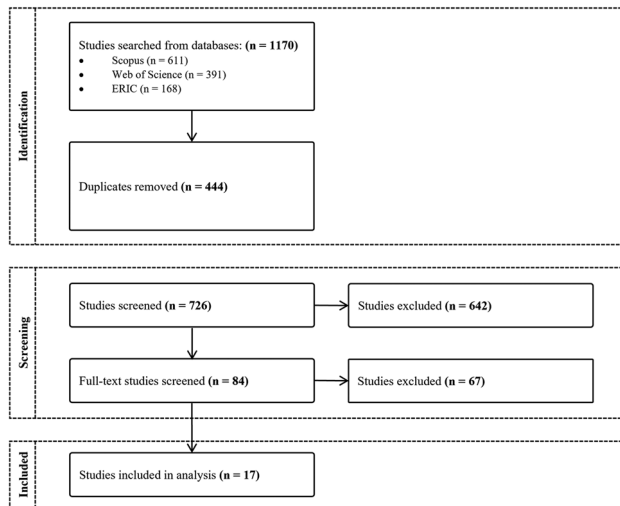 Identification
Studies searched from databases: (n = 1170)
• Scopus (n = 611)
• Web of Science (n = 391)
• ERIC (n = 168)
Duplicates removed (n = 444)
Screening
Studies screened (n = 726)
Studies excluded (n = 642)
Full-text studies screened (n = 84)
Studies excluded (n = 67)
Included
Studies included in analysis (n = 17)